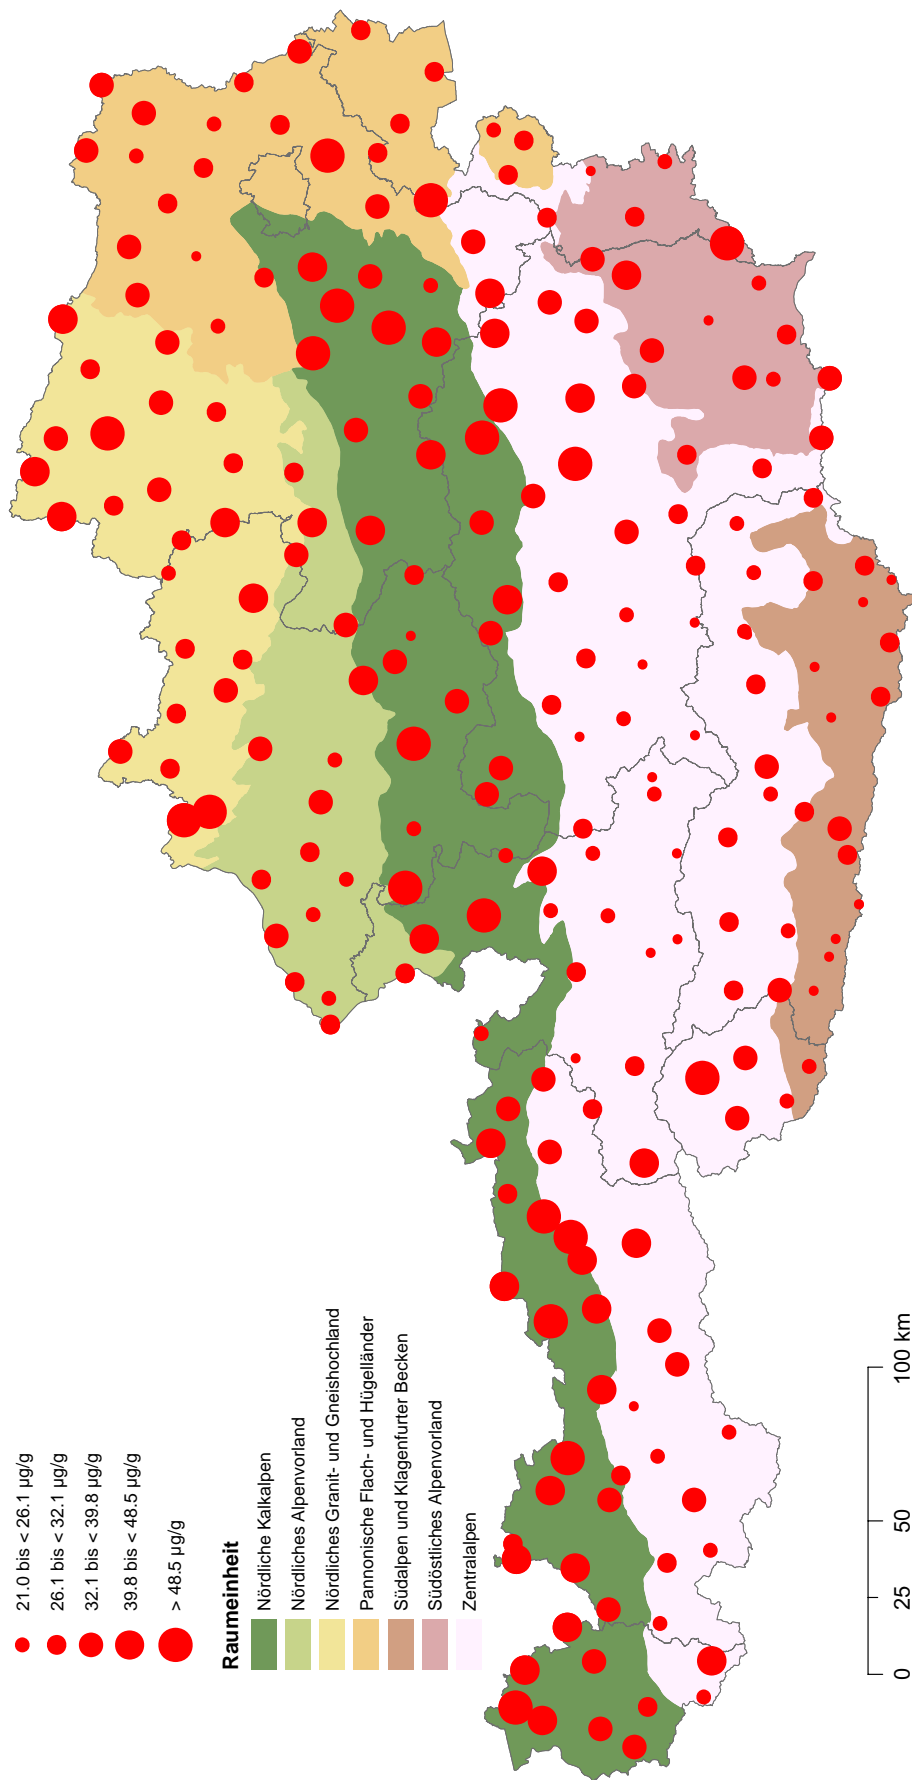 21.0 bis < 26.1 µg/g
26.1 bis < 32.1 µg/g
32.1 bis < 39.8 µg/g
39.8 bis < 48.5 µg/g
> 48.5 µg/g
Raumeinheit
Nördliche Kalkalpen
Nördliches Alpenvorland
Nördliches Granit- und Gneishochland
Pannonische Flach- und Hügelländer
Südalpen und Klagenfurter Becken
Südöstliches Alpenvorland
Zentralalpen
0 25 50 100 km